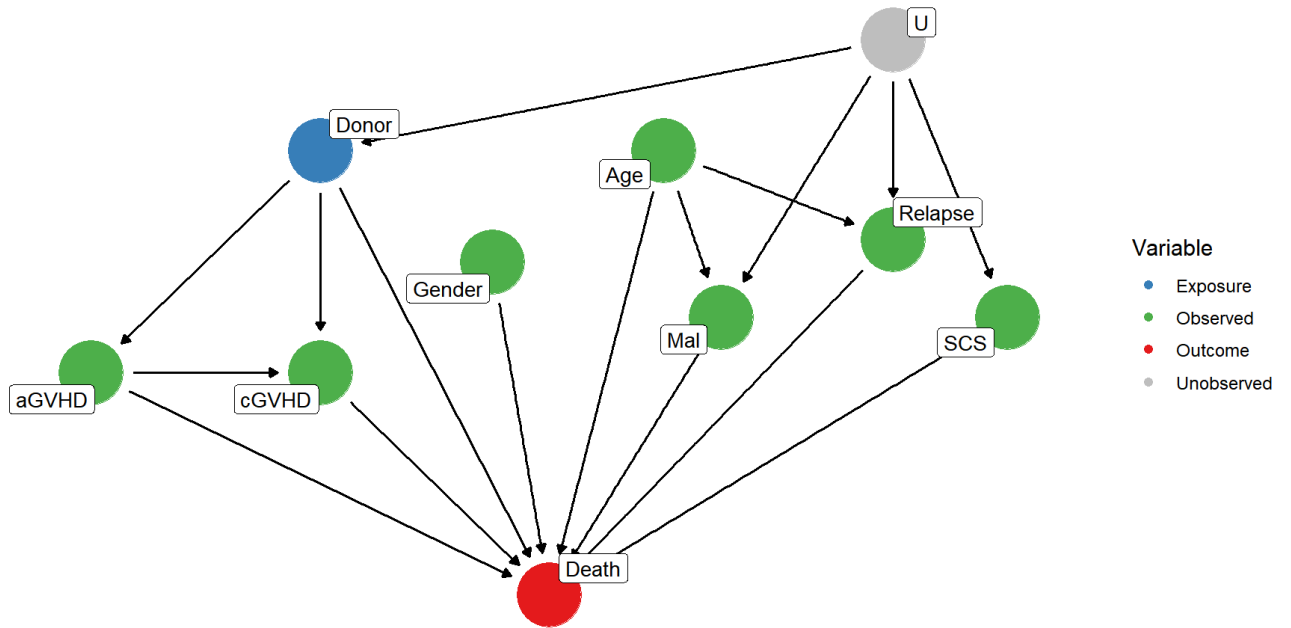 U
Donor
Age
Relapse
Gender
Mal
SCS
aGVHD
cGVHD
Death
Variable
Exposure
Observed
Outcome
Unobserved